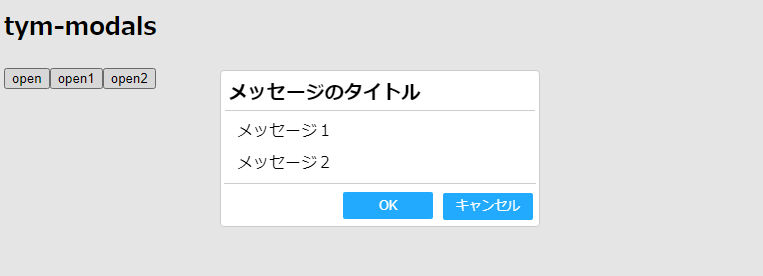 tym-modals
open open1 open2
メッセージのタイトル
メッセージ１
メッセージ２
OK キャンセル